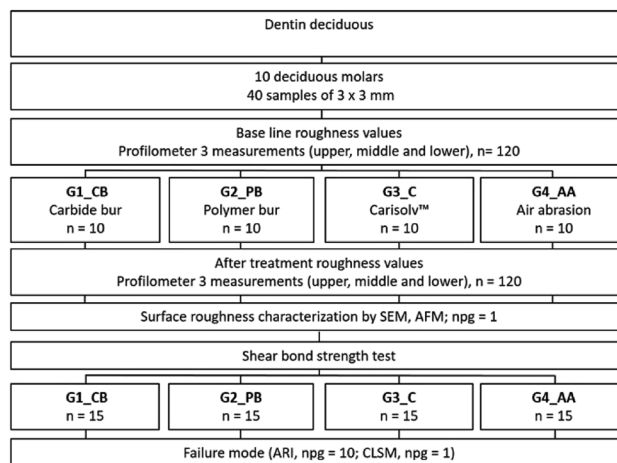 Dentin deciduous
10 deciduous molars
40 samples of 3 x 3 mm
Base line roughness values
Profilometer 3 measurements (upper, middle and lower), n= 120
G1_CB
Carbide bur
n = 10
G2_PB
Polymer bur
n = 10
G3_C
Carisolv™
n = 10
G4_AA
Air abrasion
n = 10
After treatment roughness values
Profilometer 3 measurements (upper, middle and lower), n = 120
Surface roughness characterization by SEM, AFM; npg = 1
Shear bond strength test
G1_CB
n = 15
G2_PB
n = 15
G3_C
n = 15
G4_AA
n = 15
Failure mode (ARI, npg = 10; CLSM, npg = 1)